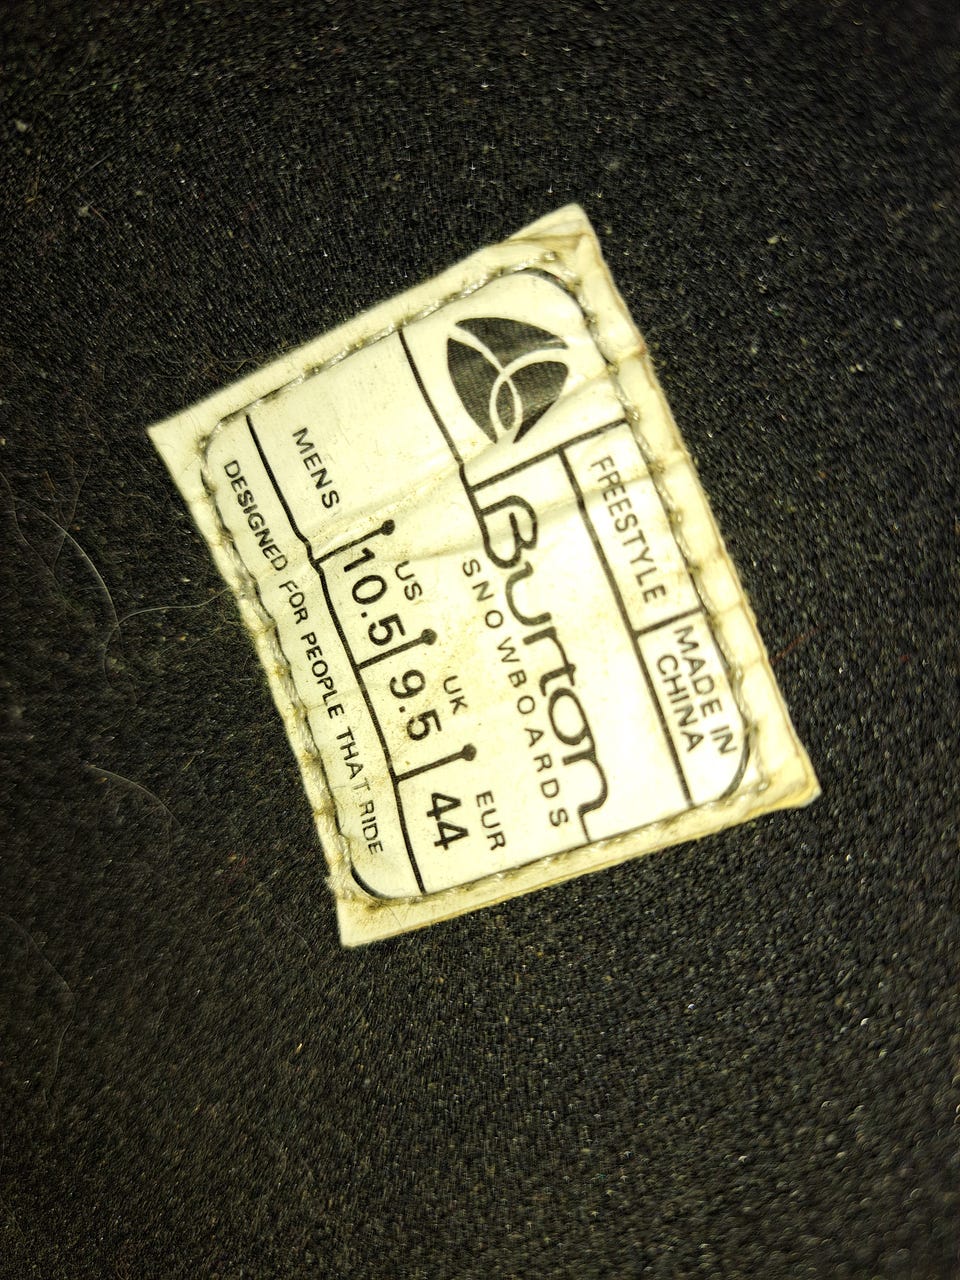 FREESTYLE
MADE IN
CHINA
Burton
SNOWBOARDS
MENS
US
UK
EUR
10.5
9.5
44
DESIGNED FOR PEOPLE THAT RIDE